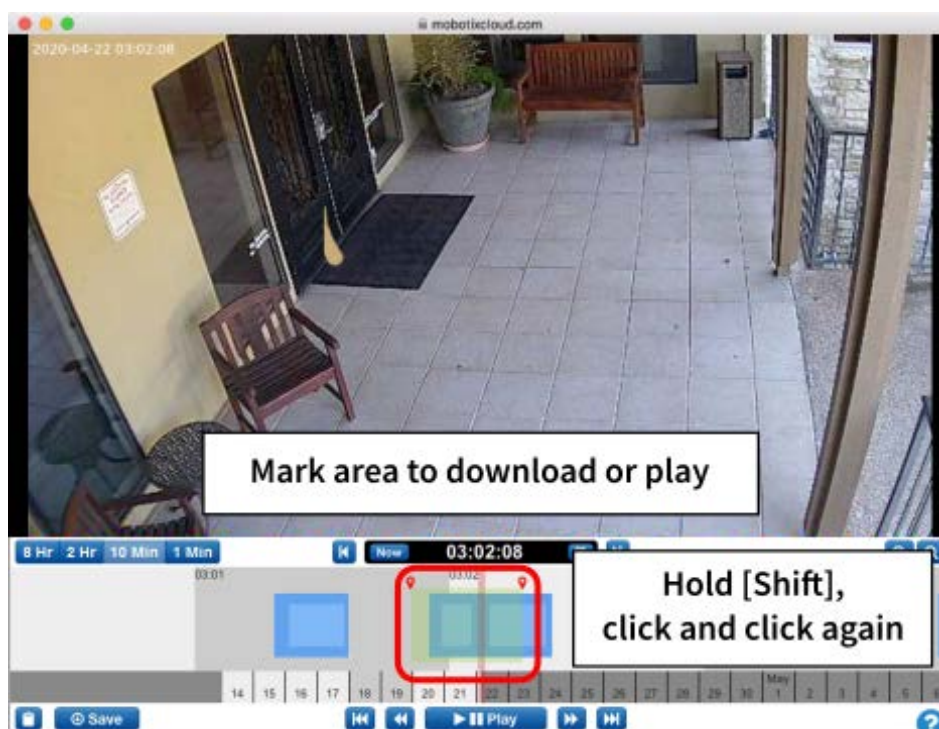 mobotixcloud.com
2020-04-22 03:02:08
Mark area to download or play
8 Hr 2 Hr 10 Min 1 Min
Now 03:02:08
03:01 03:02
Hold [Shift],
click and click again
May
14 15 16 17 18 19 20 21 22 23 24 25 26 27 28 29 30 1 2 3 4 5
Save
Play
?